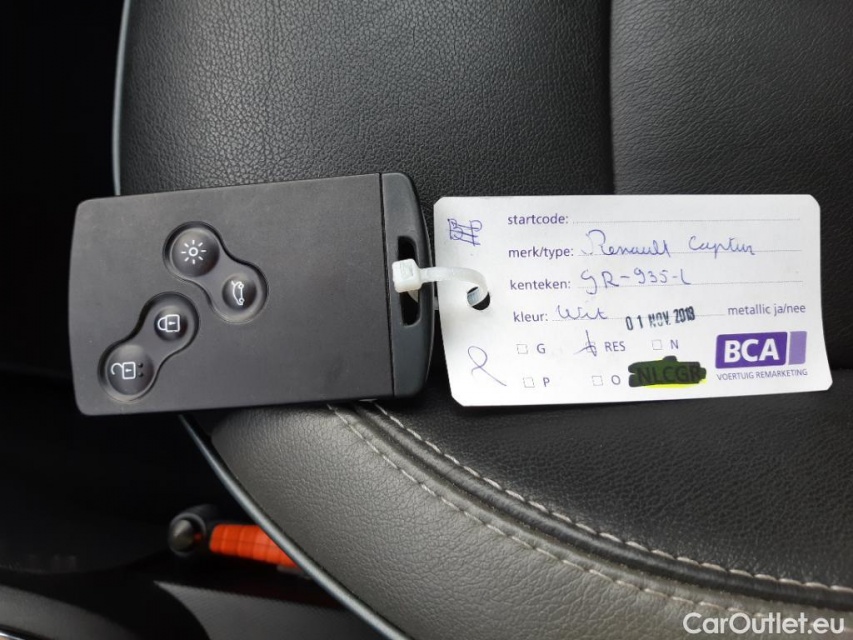 startcode:
merk/type: Renault Captur
kenteken: GR-935-L
kleur: Wit 01 NOV. 2019 metallic ja/nee
G RES N
P O NLCGR
BCA
VOERTUIG REMARKETING
CarOutlet.eu